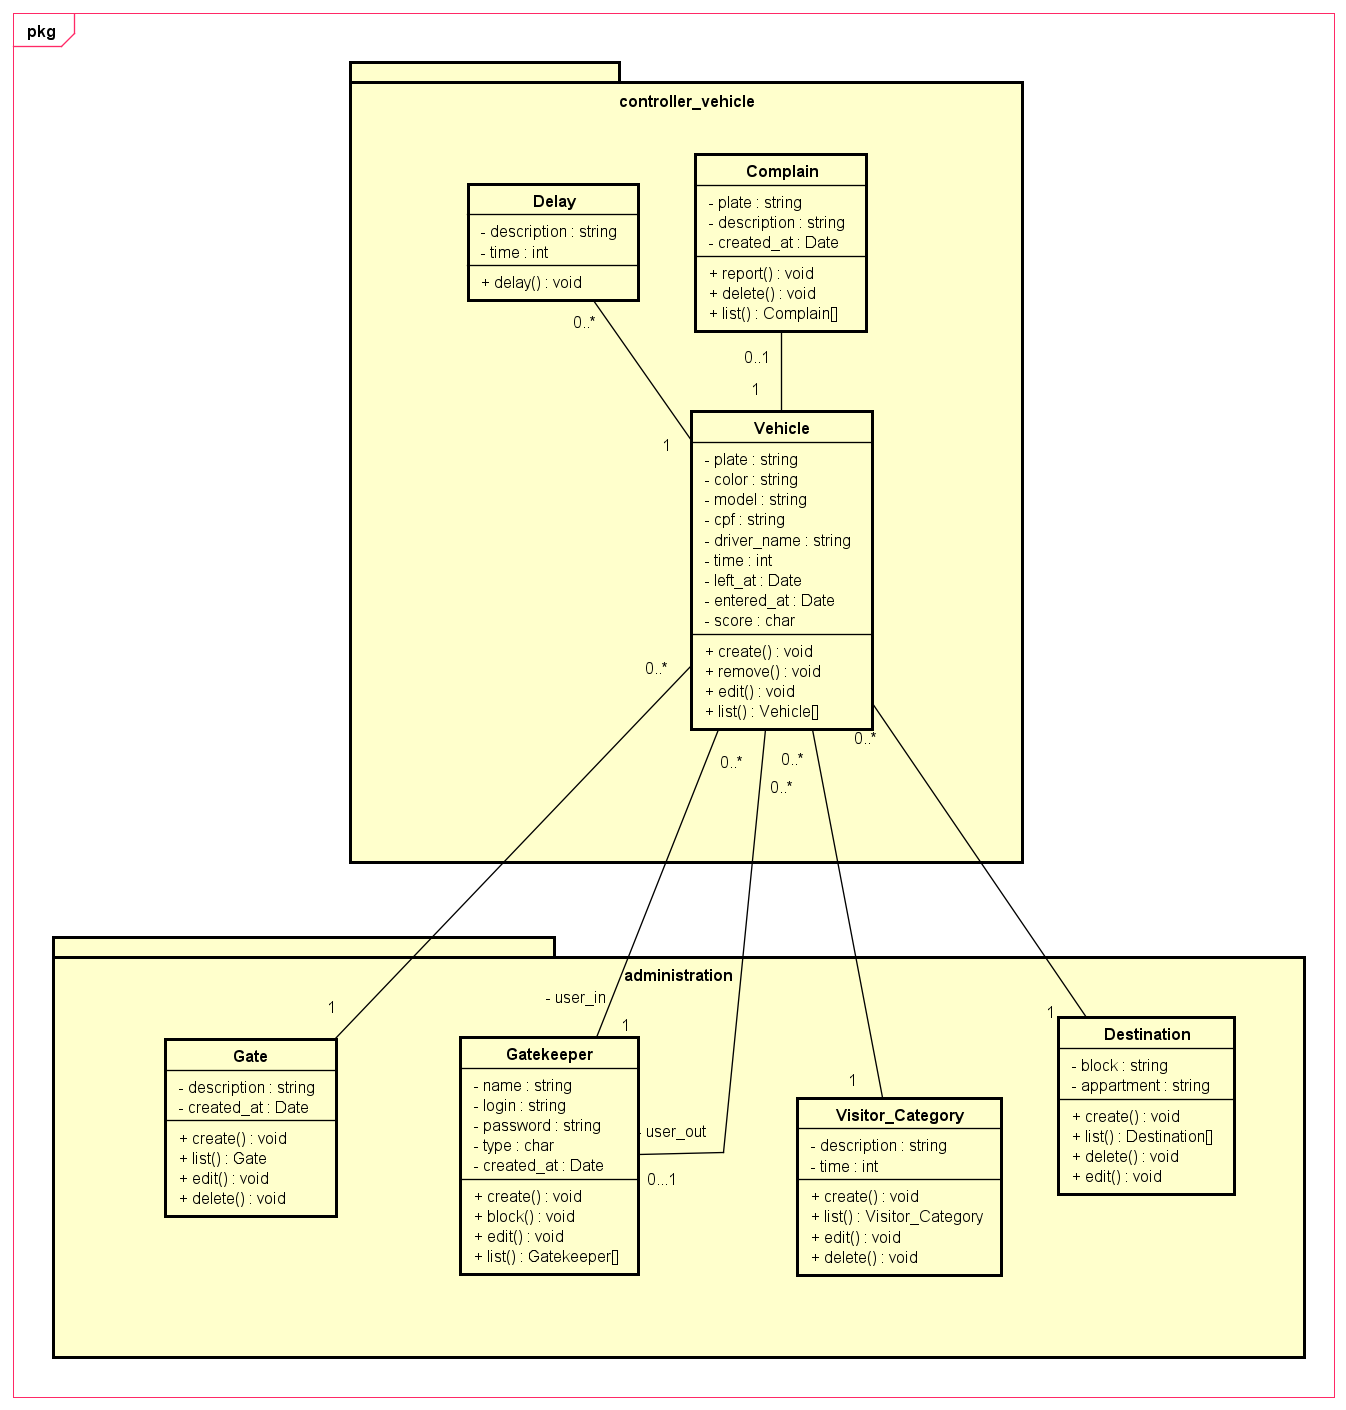 pkg
controller_vehicle
Delay
- description : string
- time : int
+ delay() : void
0..*
Complain
- plate : string
- description : string
- created_at : Date
+ report() : void
+ delete() : void
+ list() : Complain[]
0..1
1
1
Vehicle
- plate : string
- color : string
- model : string
- cpf : string
- driver_name : string
- time : int
- left_at : Date
- entered_at : Date
- score : char
+ create() : void
+ remove() : void
+ edit() : void
+ list() : Vehicle[]
0..*
0..*
0..*
0..*
0..*
administration
- user_in
1
1
1
1
Gate
- description : string
- created_at : Date
+ create() : void
+ list() : Gate
+ edit() : void
+ delete() : void
Gatekeeper
- name : string
- login : string
- password : string
- type : char
- created_at : Date
+ create() : void
+ block() : void
+ edit() : void
+ list() : Gatekeeper[]
- user_out
0...1
Visitor_Category
- description : string
- time : int
+ create() : void
+ list() : Visitor_Category
+ edit() : void
+ delete() : void
Destination
- block : string
- appartment : string
+ create() : void
+ list() : Destination[]
+ delete() : void
+ edit() : void